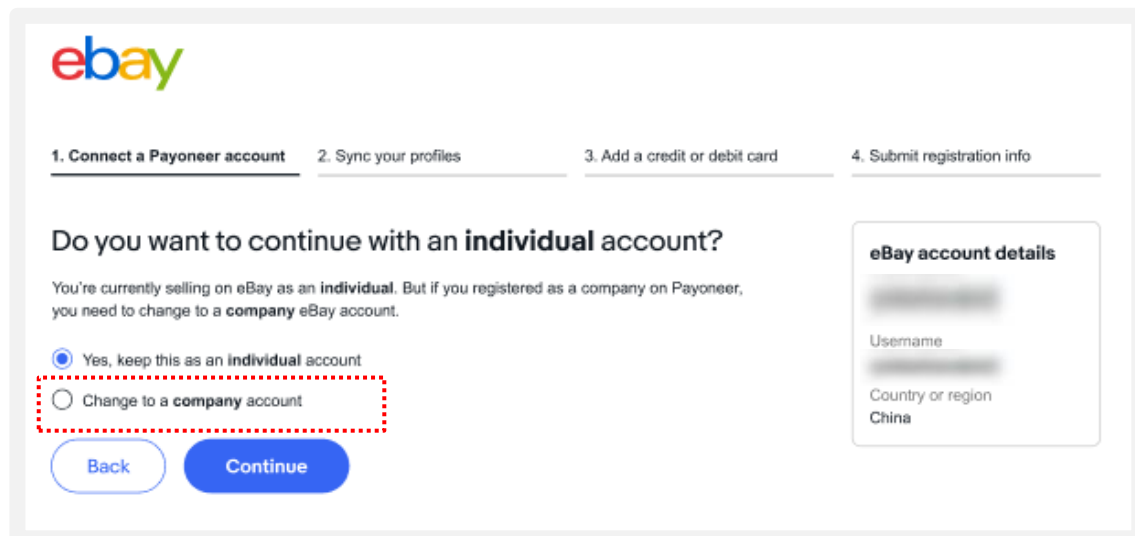 ebay
1. Connect a Payoneer account
2. Sync your profiles
3. Add a credit or debit card
4. Submit registration info
Do you want to continue with an individual account?
You're currently selling on eBay as an individual. But if you registered as a company on Payoneer,
you need to change to a company eBay account.
Yes, keep this as an individual account
Change to a company account
Back
Continue
eBay account details
Username
Country or region
China